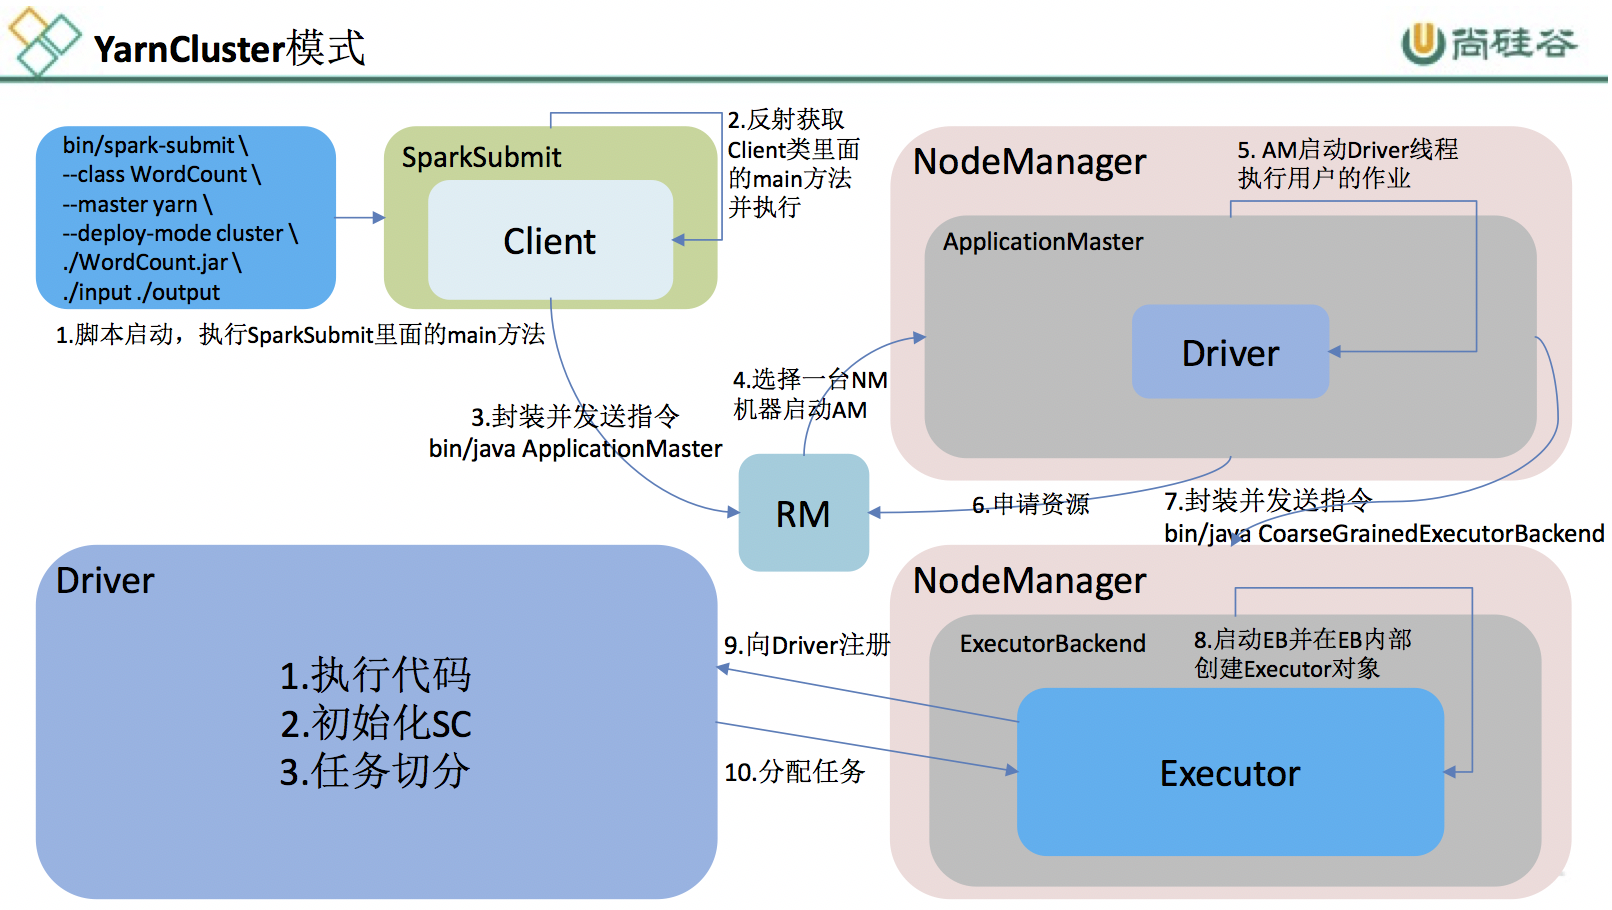 YarnCluster模式
尚硅谷
bin/spark-submit \
--class WordCount \
--master yarn \
--deploy-mode cluster \
./WordCount.jar \
./input ./output
1.脚本启动，执行SparkSubmit里面的main方法
SparkSubmit
Client
2.反射获取
Client类里面
的main方法
并执行
3.封装并发送指令
bin/java ApplicationMaster
4.选择一台NM
机器启动AM
RM
NodeManager
5. AM启动Driver线程
执行用户的作业
ApplicationMaster
Driver
6.申请资源
7.封装并发送指令
bin/java CoarseGrainedExecutorBackend
NodeManager
ExecutorBackend
8.启动EB并在EB内部
创建Executor对象
Executor
9.向Driver注册
10.分配任务
Driver
1.执行代码
2.初始化SC
3.任务切分